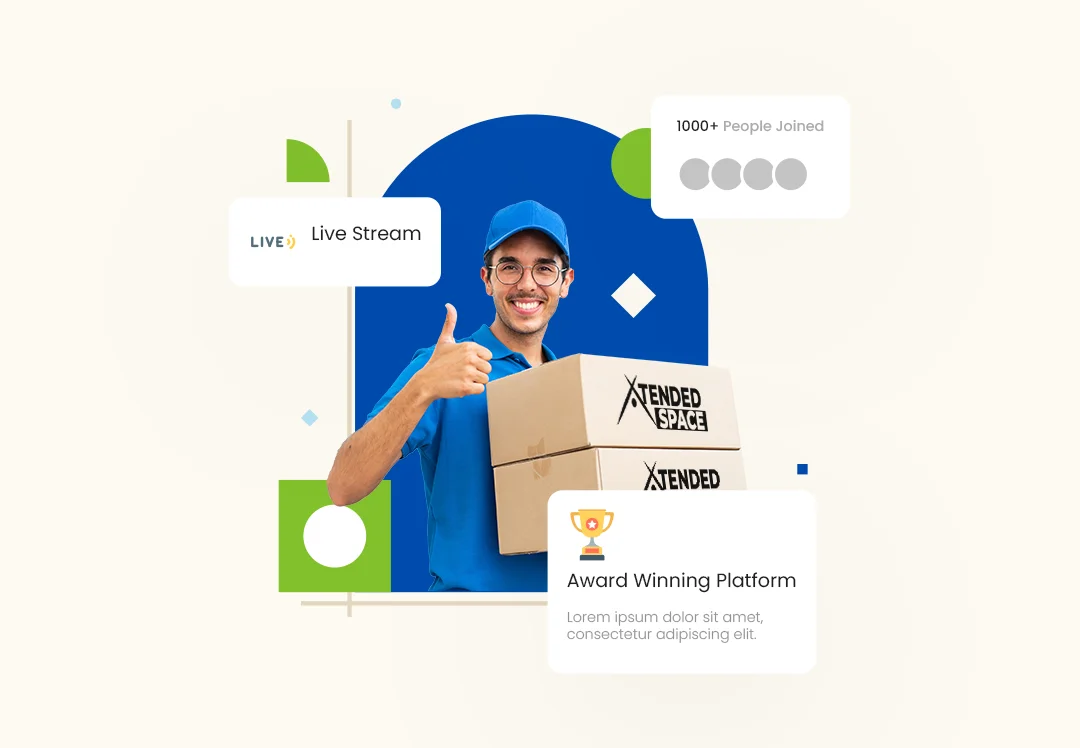 1000+ People Joined
LIVE
Live Stream
XTENDED
SPACE
XTENDED
Award Winning Platform
Lorem ipsum dolor sit amet,
consectetur adipiscing elit.